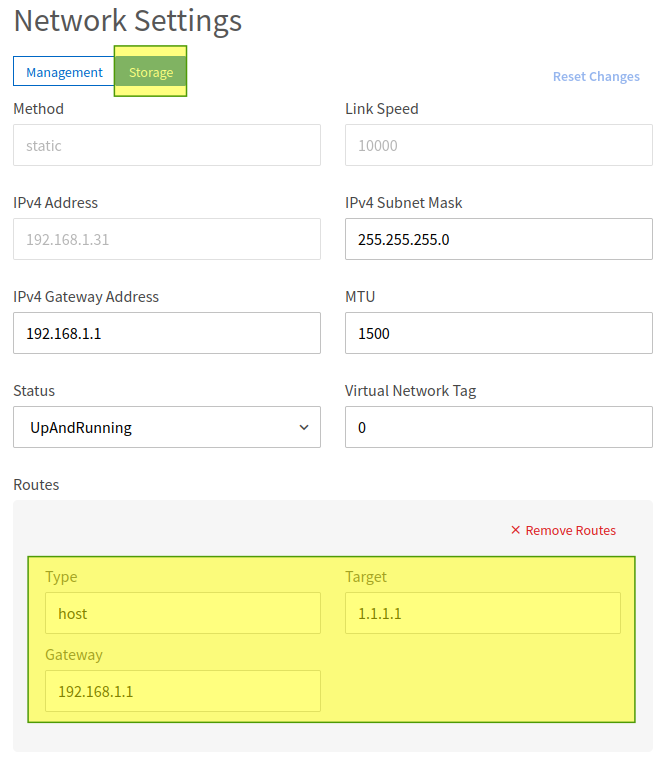 Network Settings
Management Storage
Reset Changes
Method Link Speed
static 10000
IPv4 Address IPv4 Subnet Mask
192.168.1.31 255.255.255.0
IPv4 Gateway Address MTU
192.168.1.1 1500
Status Virtual Network Tag
UpAndRunning 0
Routes
× Remove Routes
Type Target
host 1.1.1.1
Gateway
192.168.1.1